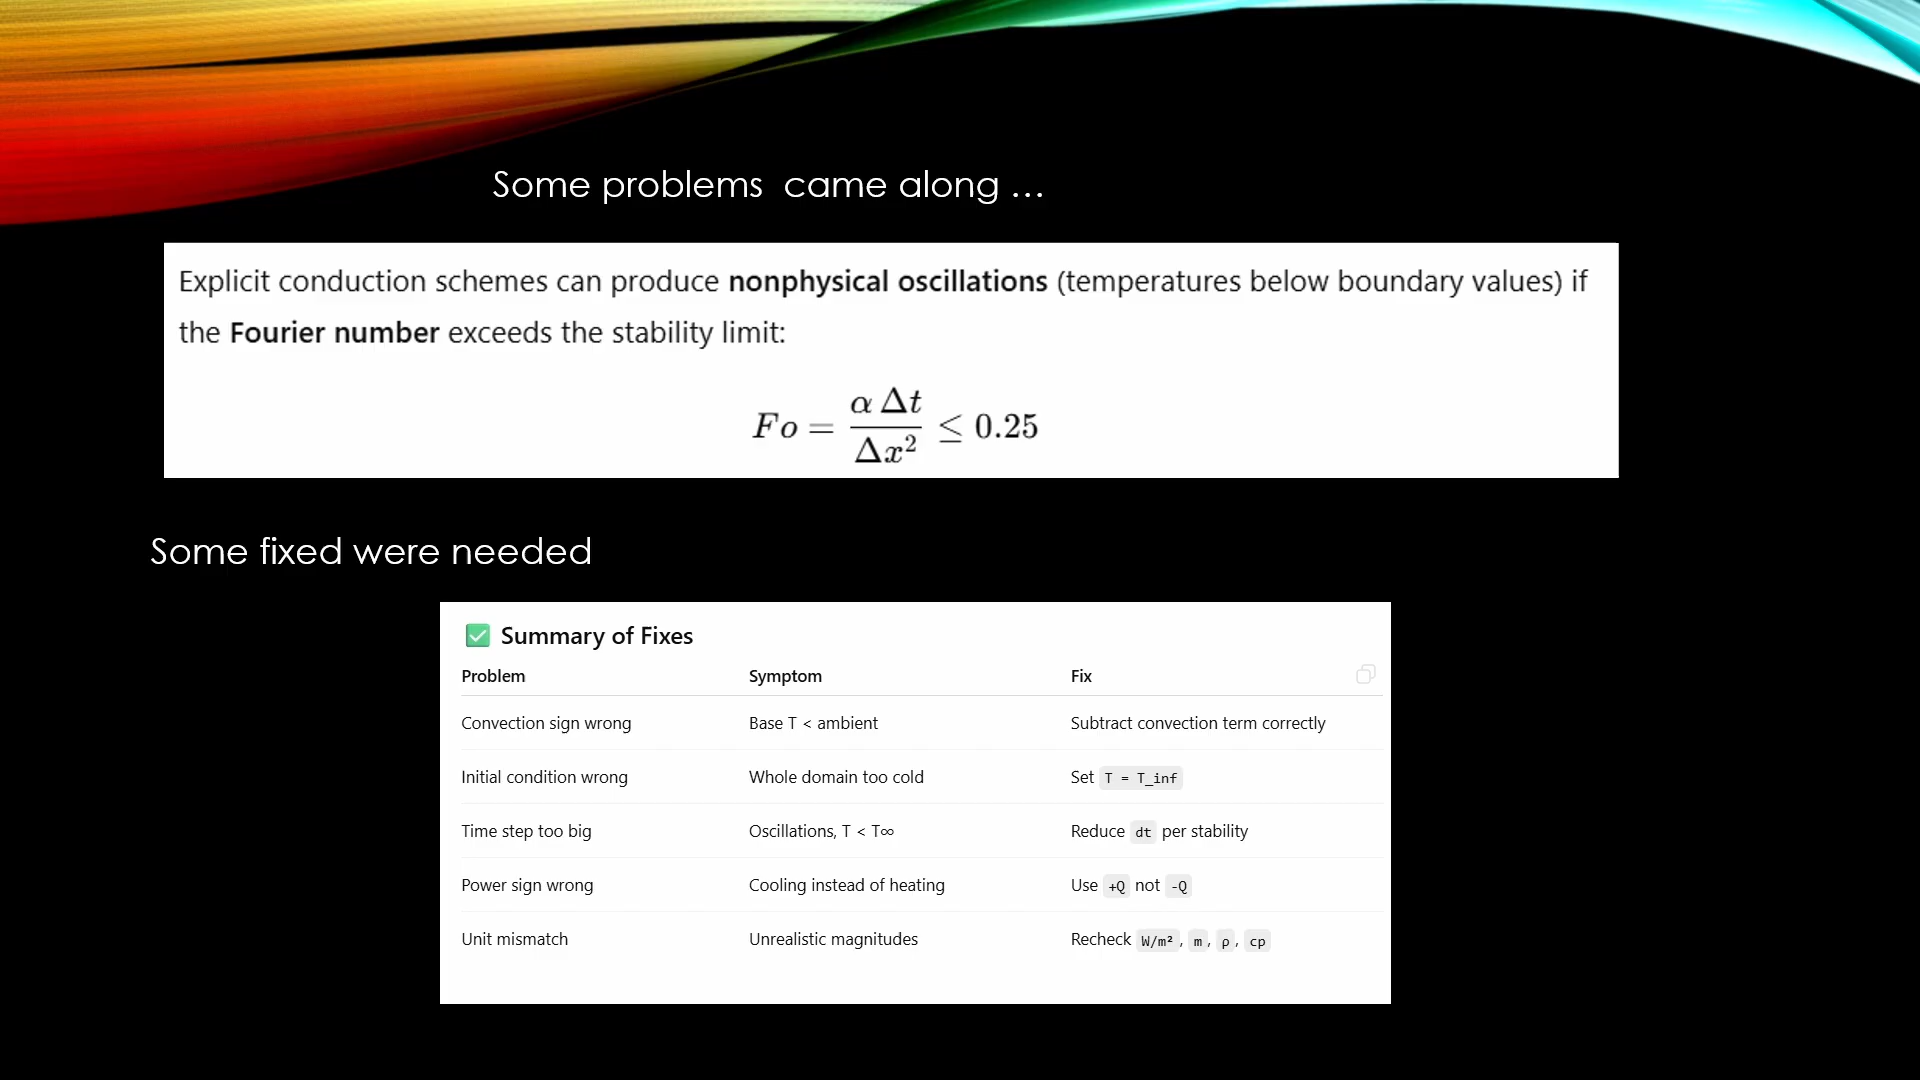 Some problems  came along ...
Explicit conduction schemes can produce nonphysical oscillations (temperatures below boundary values) if
the Fourier number exceeds the stability limit:
Fo = α Δt / Δx² ≤ 0.25
Some fixed were needed
✅ Summary of Fixes
Problem Symptom Fix
Convection sign wrong Base T < ambient Subtract convection term correctly
Initial condition wrong Whole domain too cold Set T = T_inf
Time step too big Oscillations, T < T∞ Reduce dt per stability
Power sign wrong Cooling instead of heating Use +Q not -Q
Unit mismatch Unrealistic magnitudes Recheck W/m², m, ρ, cp